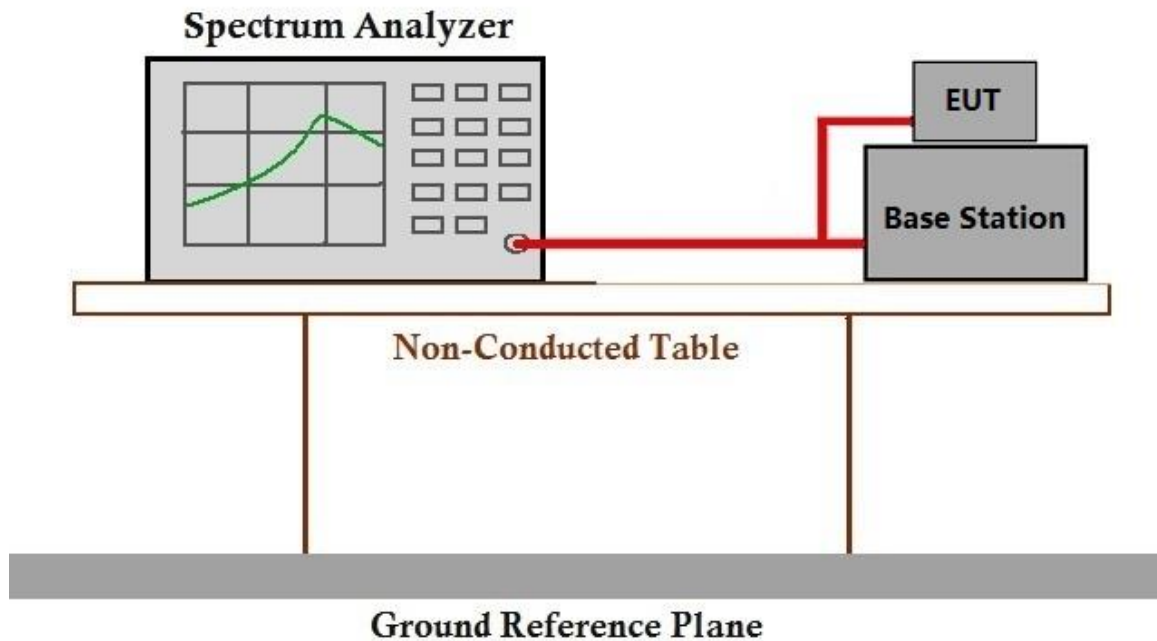 Spectrum Analyzer
EUT
Base Station
Non-Conducted Table
Ground Reference Plane